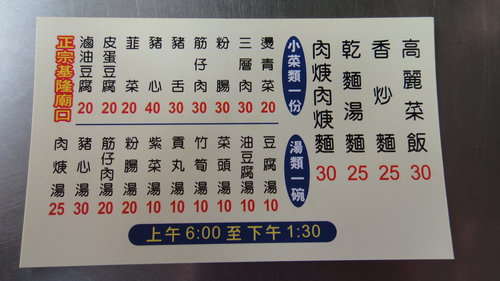 高麗菜飯 30
香炒麵 25
乾麵湯麵 25
肉焿肉焿麵 30
小菜類一份
燙青菜 20
三層肉 30
粉腸 30
筋仔肉 30
豬舌 30
豬心 40
韮菜 20
皮蛋豆腐 20
滷油豆腐 20
正宗基隆廟口
湯類一碗
豆腐湯 10
油豆腐湯 10
菜頭湯 10
竹筍湯 10
貢丸湯 10
紫菜湯 10
粉腸湯 20
筋仔肉湯 20
豬心湯 30
肉焿湯 25
上午6:00至下午1:30